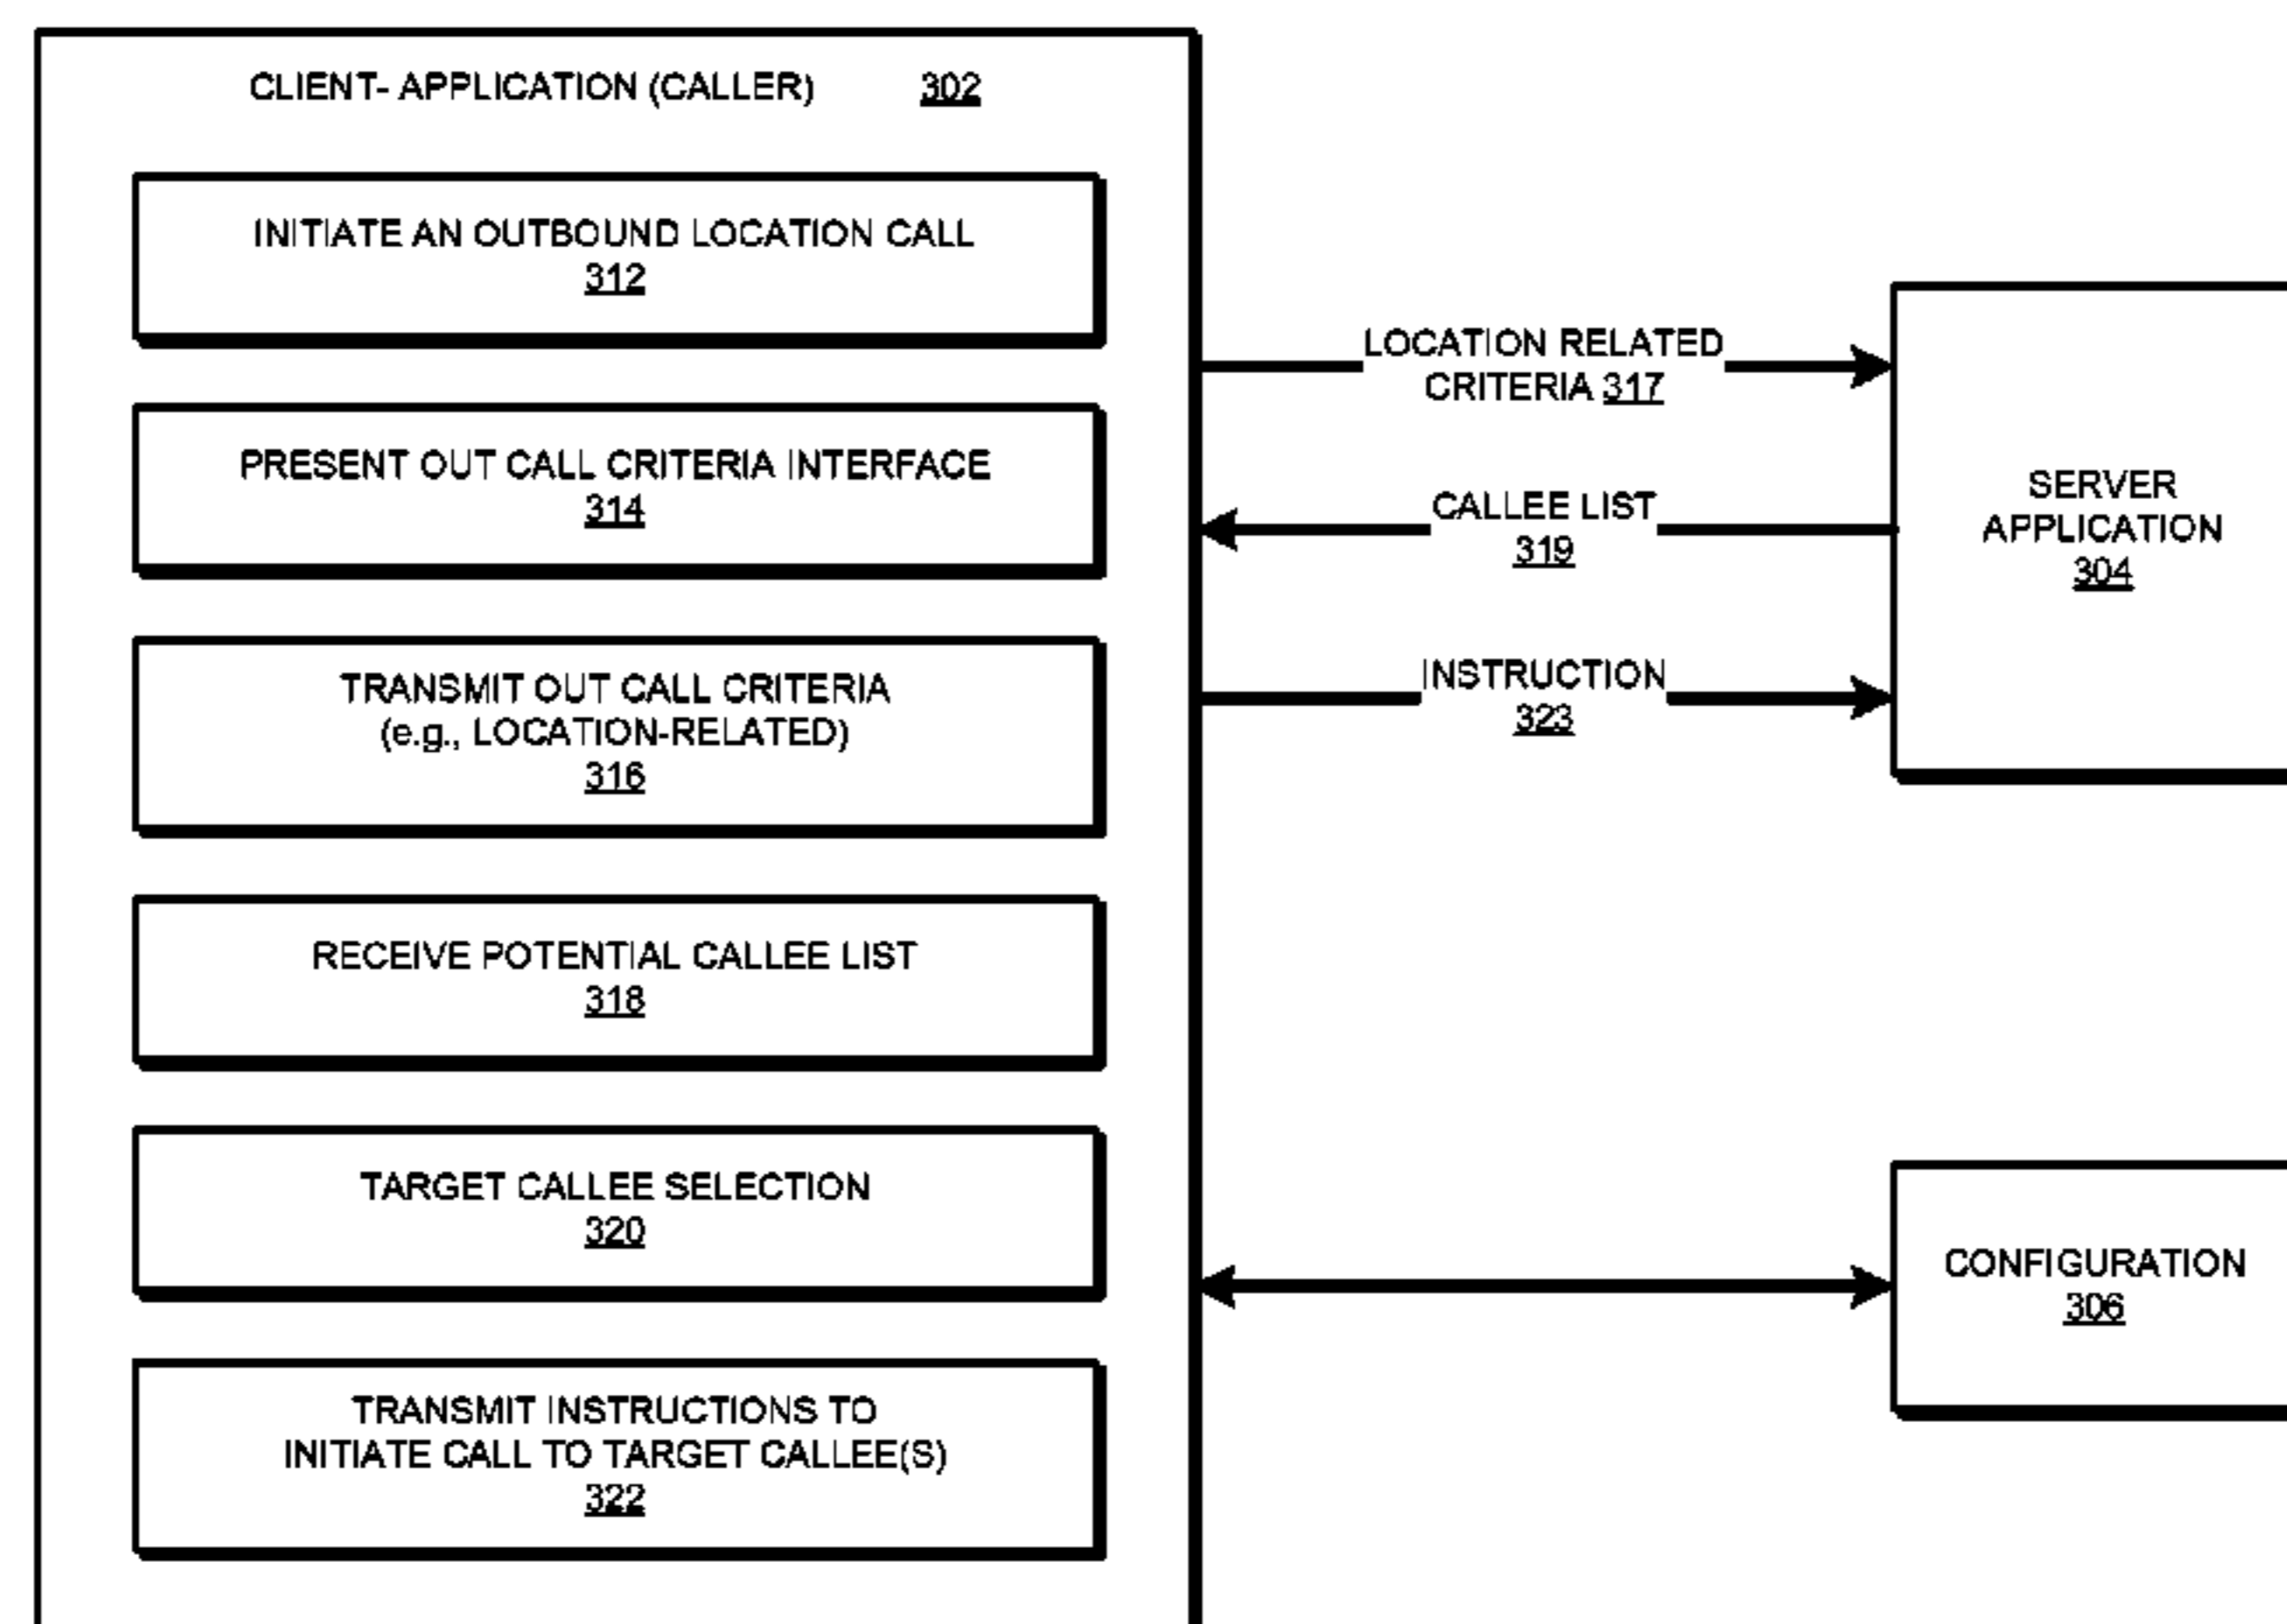 CLIENT- APPLICATION (CALLER) 302
INITIATE AN OUTBOUND LOCATION CALL
312
PRESENT OUT CALL CRITERIA INTERFACE
314
TRANSMIT OUT CALL CRITERIA
(e.g., LOCATION-RELATED)
316
RECEIVE POTENTIAL CALLEE LIST
318
TARGET CALLEE SELECTION
320
TRANSMIT INSTRUCTIONS TO
INITIATE CALL TO TARGET CALLEE(S)
322
LOCATION RELATED
CRITERIA 317
CALLEE LIST
319
INSTRUCTION
323
SERVER
APPLICATION
304
CONFIGURATION
306